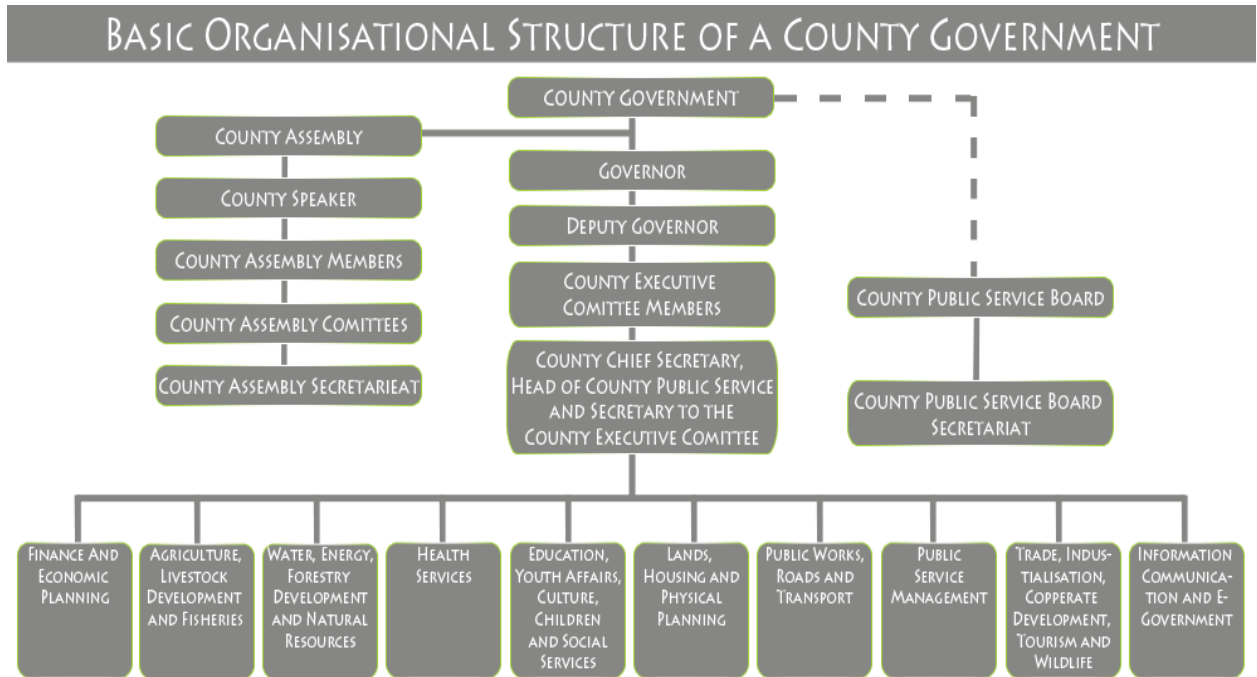 BASIC ORGANISATIONAL STRUCTURE OF A COUNTY GOVERNMENT
COUNTY GOVERNMENT
COUNTY ASSEMBLY
COUNTY SPEAKER
COUNTY ASSEMBLY MEMBERS
COUNTY ASSEMBLY COMITTEES
COUNTY ASSEMBLY SECRETARIEAT
GOVERNOR
DEPUTY GOVERNOR
COUNTY EXECUTIVE
COMITTEE MEMBERS
COUNTY CHIEF SECRETARY,
HEAD OF COUNTY PUBLIC SERVICE
AND SECRETARY TO THE
COUNTY EXECUTIVE COMITTEE
COUNTY PUBLIC SERVICE BOARD
COUNTY PUBLIC SERVICE BOARD
SECRETARIAT
FINANCE AND
ECONOMIC
PLANNING
AGRICULTURE,
LIVESTOCK
DEVELOPMENT
AND FISHERIES
WATER, ENERGY,
FORESTRY
DEVELOPMENT
AND NATURAL
RESOURCES
HEALTH
SERVICES
EDUCATION,
YOUTH AFFAIRS,
CULTURE,
CHILDREN
AND SOCIAL
SERVICES
LANDS,
HOUSING AND
PHYSICAL
PLANNING
PUBLIC WORKS,
ROADS AND
TRANSPORT
PUBLIC
SERVICE
MANAGEMENT
TRADE, INDUS-
TIALISATION,
COPPERATE
DEVELOPMENT,
TOURISM AND
WILDLIFE
INFORMATION
COMMUNICA-
TION AND E-
GOVERNMENT